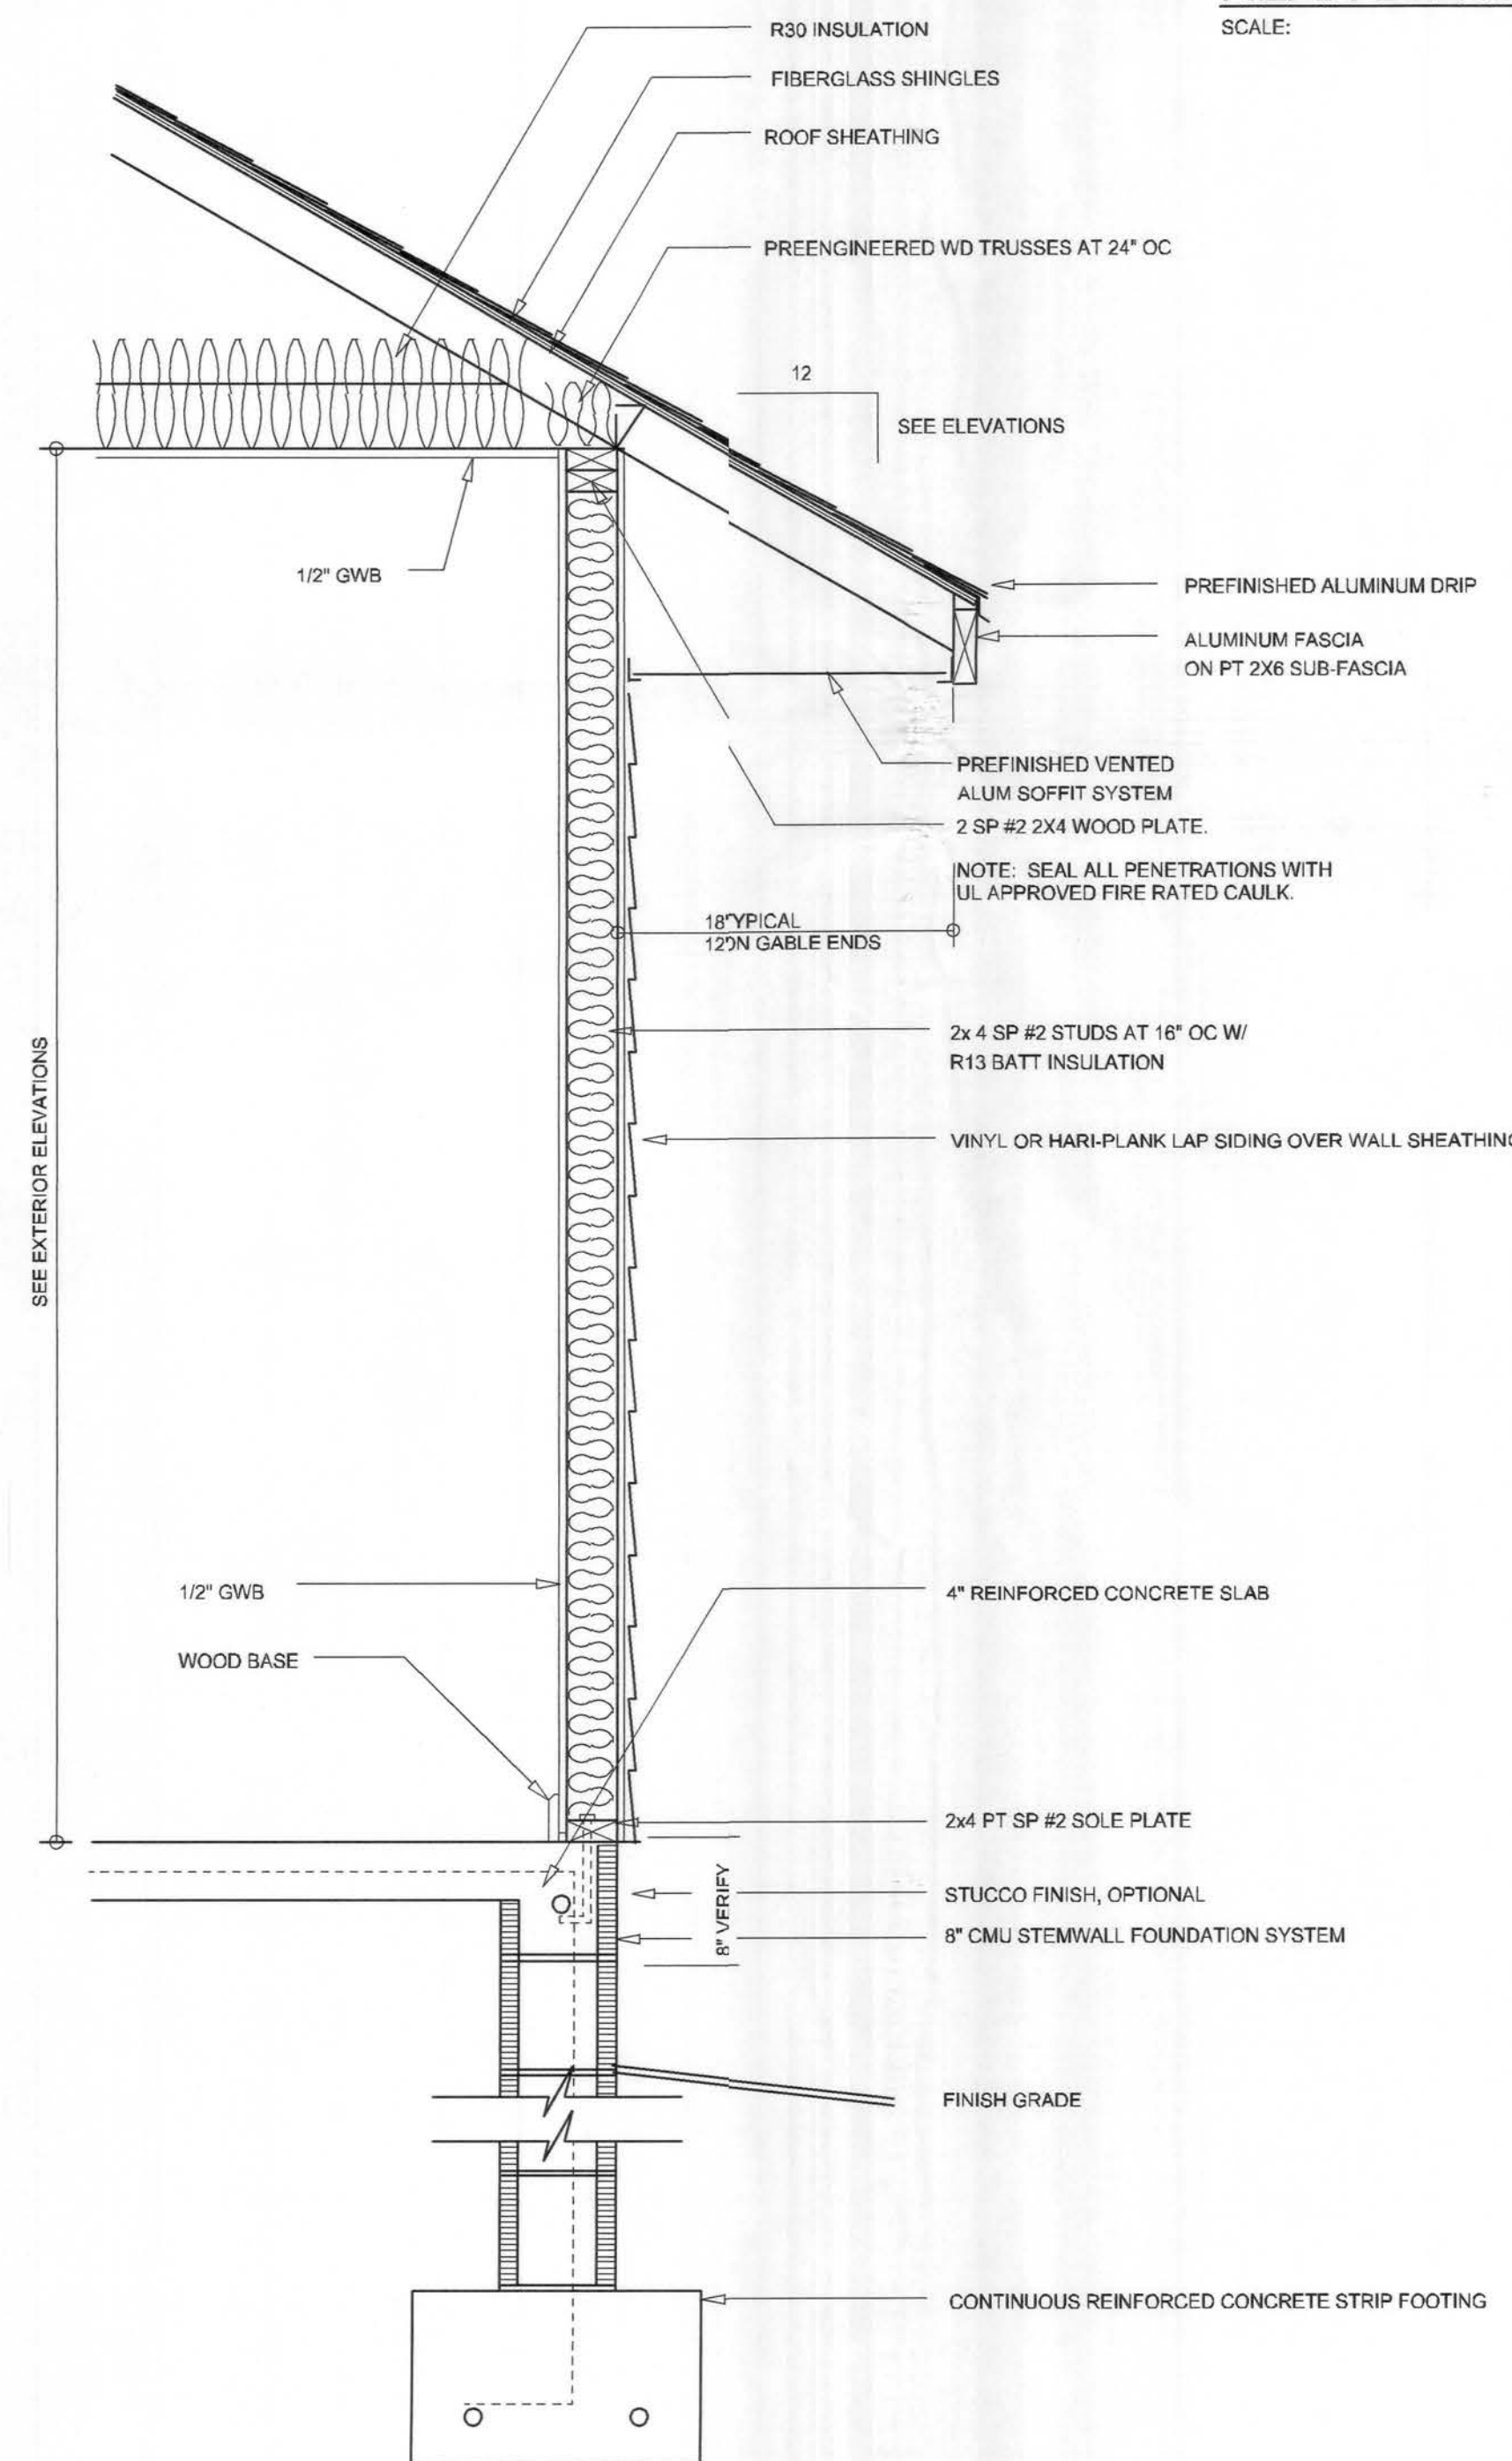 SCALE:
R30 INSULATION
FIBERGLASS SHINGLES
ROOF SHEATHING
PREENGINEERED WD TRUSSES AT 24" OC
12
SEE ELEVATIONS
1/2" GWB
PREFINISHED ALUMINUM DRIP
ALUMINUM FASCIA
ON PT 2X6 SUB-FASCIA
PREFINISHED VENTED
ALUM SOFFIT SYSTEM
2 SP #2 2X4 WOOD PLATE.
NOTE: SEAL ALL PENETRATIONS WITH
UL APPROVED FIRE RATED CAULK.
18"YPICAL
12"ON GABLE ENDS
2x 4 SP #2 STUDS AT 16" OC W/
R13 BATT INSULATION
SEE EXTERIOR ELEVATIONS
VINYL OR HARI-PLANK LAP SIDING OVER WALL SHEATHING
1/2" GWB
4" REINFORCED CONCRETE SLAB
WOOD BASE
2x4 PT SP #2 SOLE PLATE
8" VERIFY
STUCCO FINISH, OPTIONAL
8" CMU STEMWALL FOUNDATION SYSTEM
FINISH GRADE
CONTINUOUS REINFORCED CONCRETE STRIP FOOTING